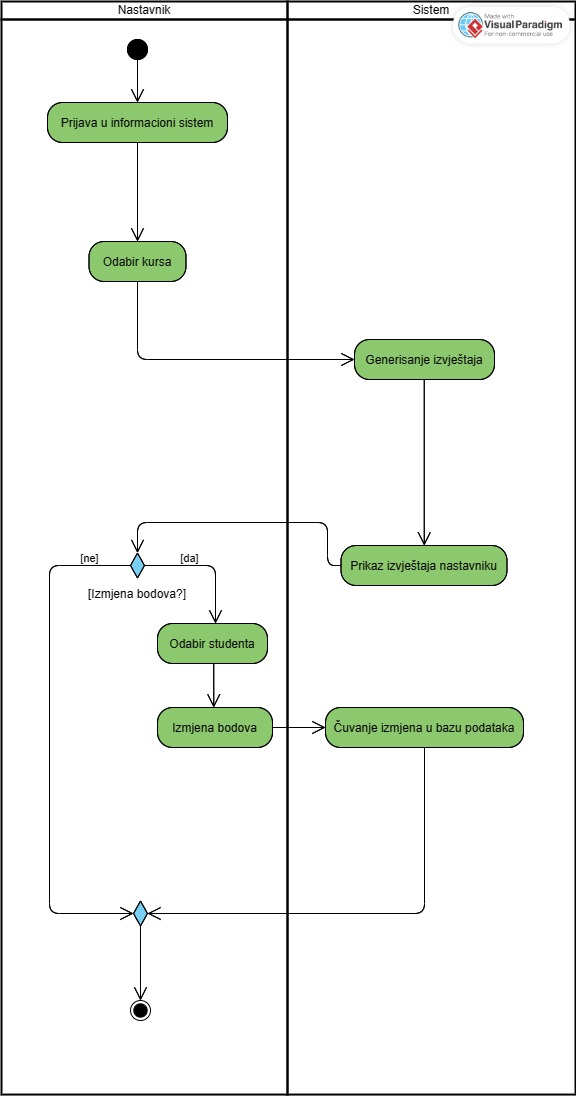 Nastavnik
Sistem
Made with
Visual Paradigm
For non-commercial use
Prijava u informacioni sistem
Odabir kursa
Generisanje izvještaja
Prikaz izvještaja nastavniku
[ne]
[da]
[Izmjena bodova?]
Odabir studenta
Izmjena bodova
Čuvanje izmjena u bazu podataka